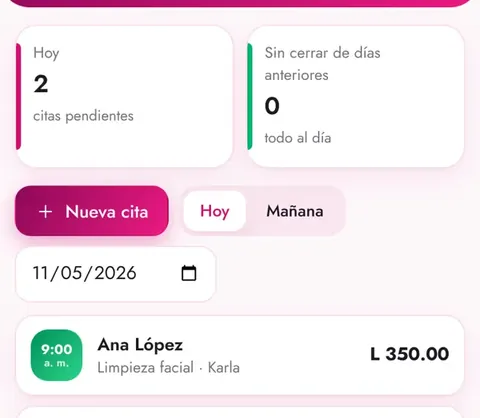 Hoy
2
citas pendientes
Sin cerrar de días
anteriores
0
todo al día
+ Nueva cita
Hoy
Mañana
11/05/2026
9:00
a. m.
Ana López
Limpieza facial · Karla
L 350.00